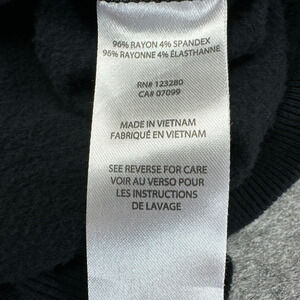 96% RAYON 4% SPANDEX
96% RAYONNE 4% ÉLASTHANNE
RN# 123280
CA# 07099
MADE IN VIETNAM
FABRIQUÉ EN VIETNAM
SEE REVERSE FOR CARE
VOIR AU VERSO POUR
LES INSTRUCTIONS
DE LAVAGE